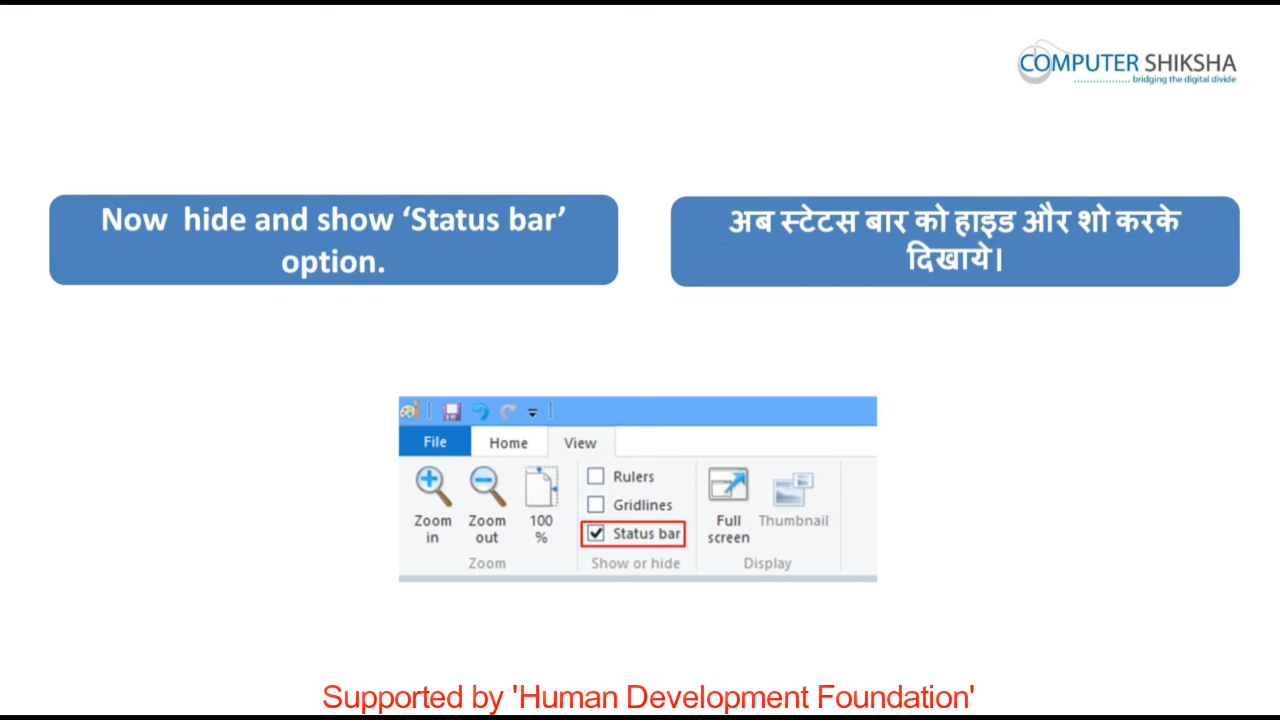 COMPUTER SHIKSHA
.................. bridging the digital divide
Now hide and show ‘Status bar’
option.
अब स्टेटस बार को हाइड और शो करके
दिखाये।
File Home View
Rulers
Gridlines
Status bar
Zoom in
Zoom out
100 %
Full screen
Thumbnail
Zoom
Show or hide
Display
Supported by 'Human Development Foundation'